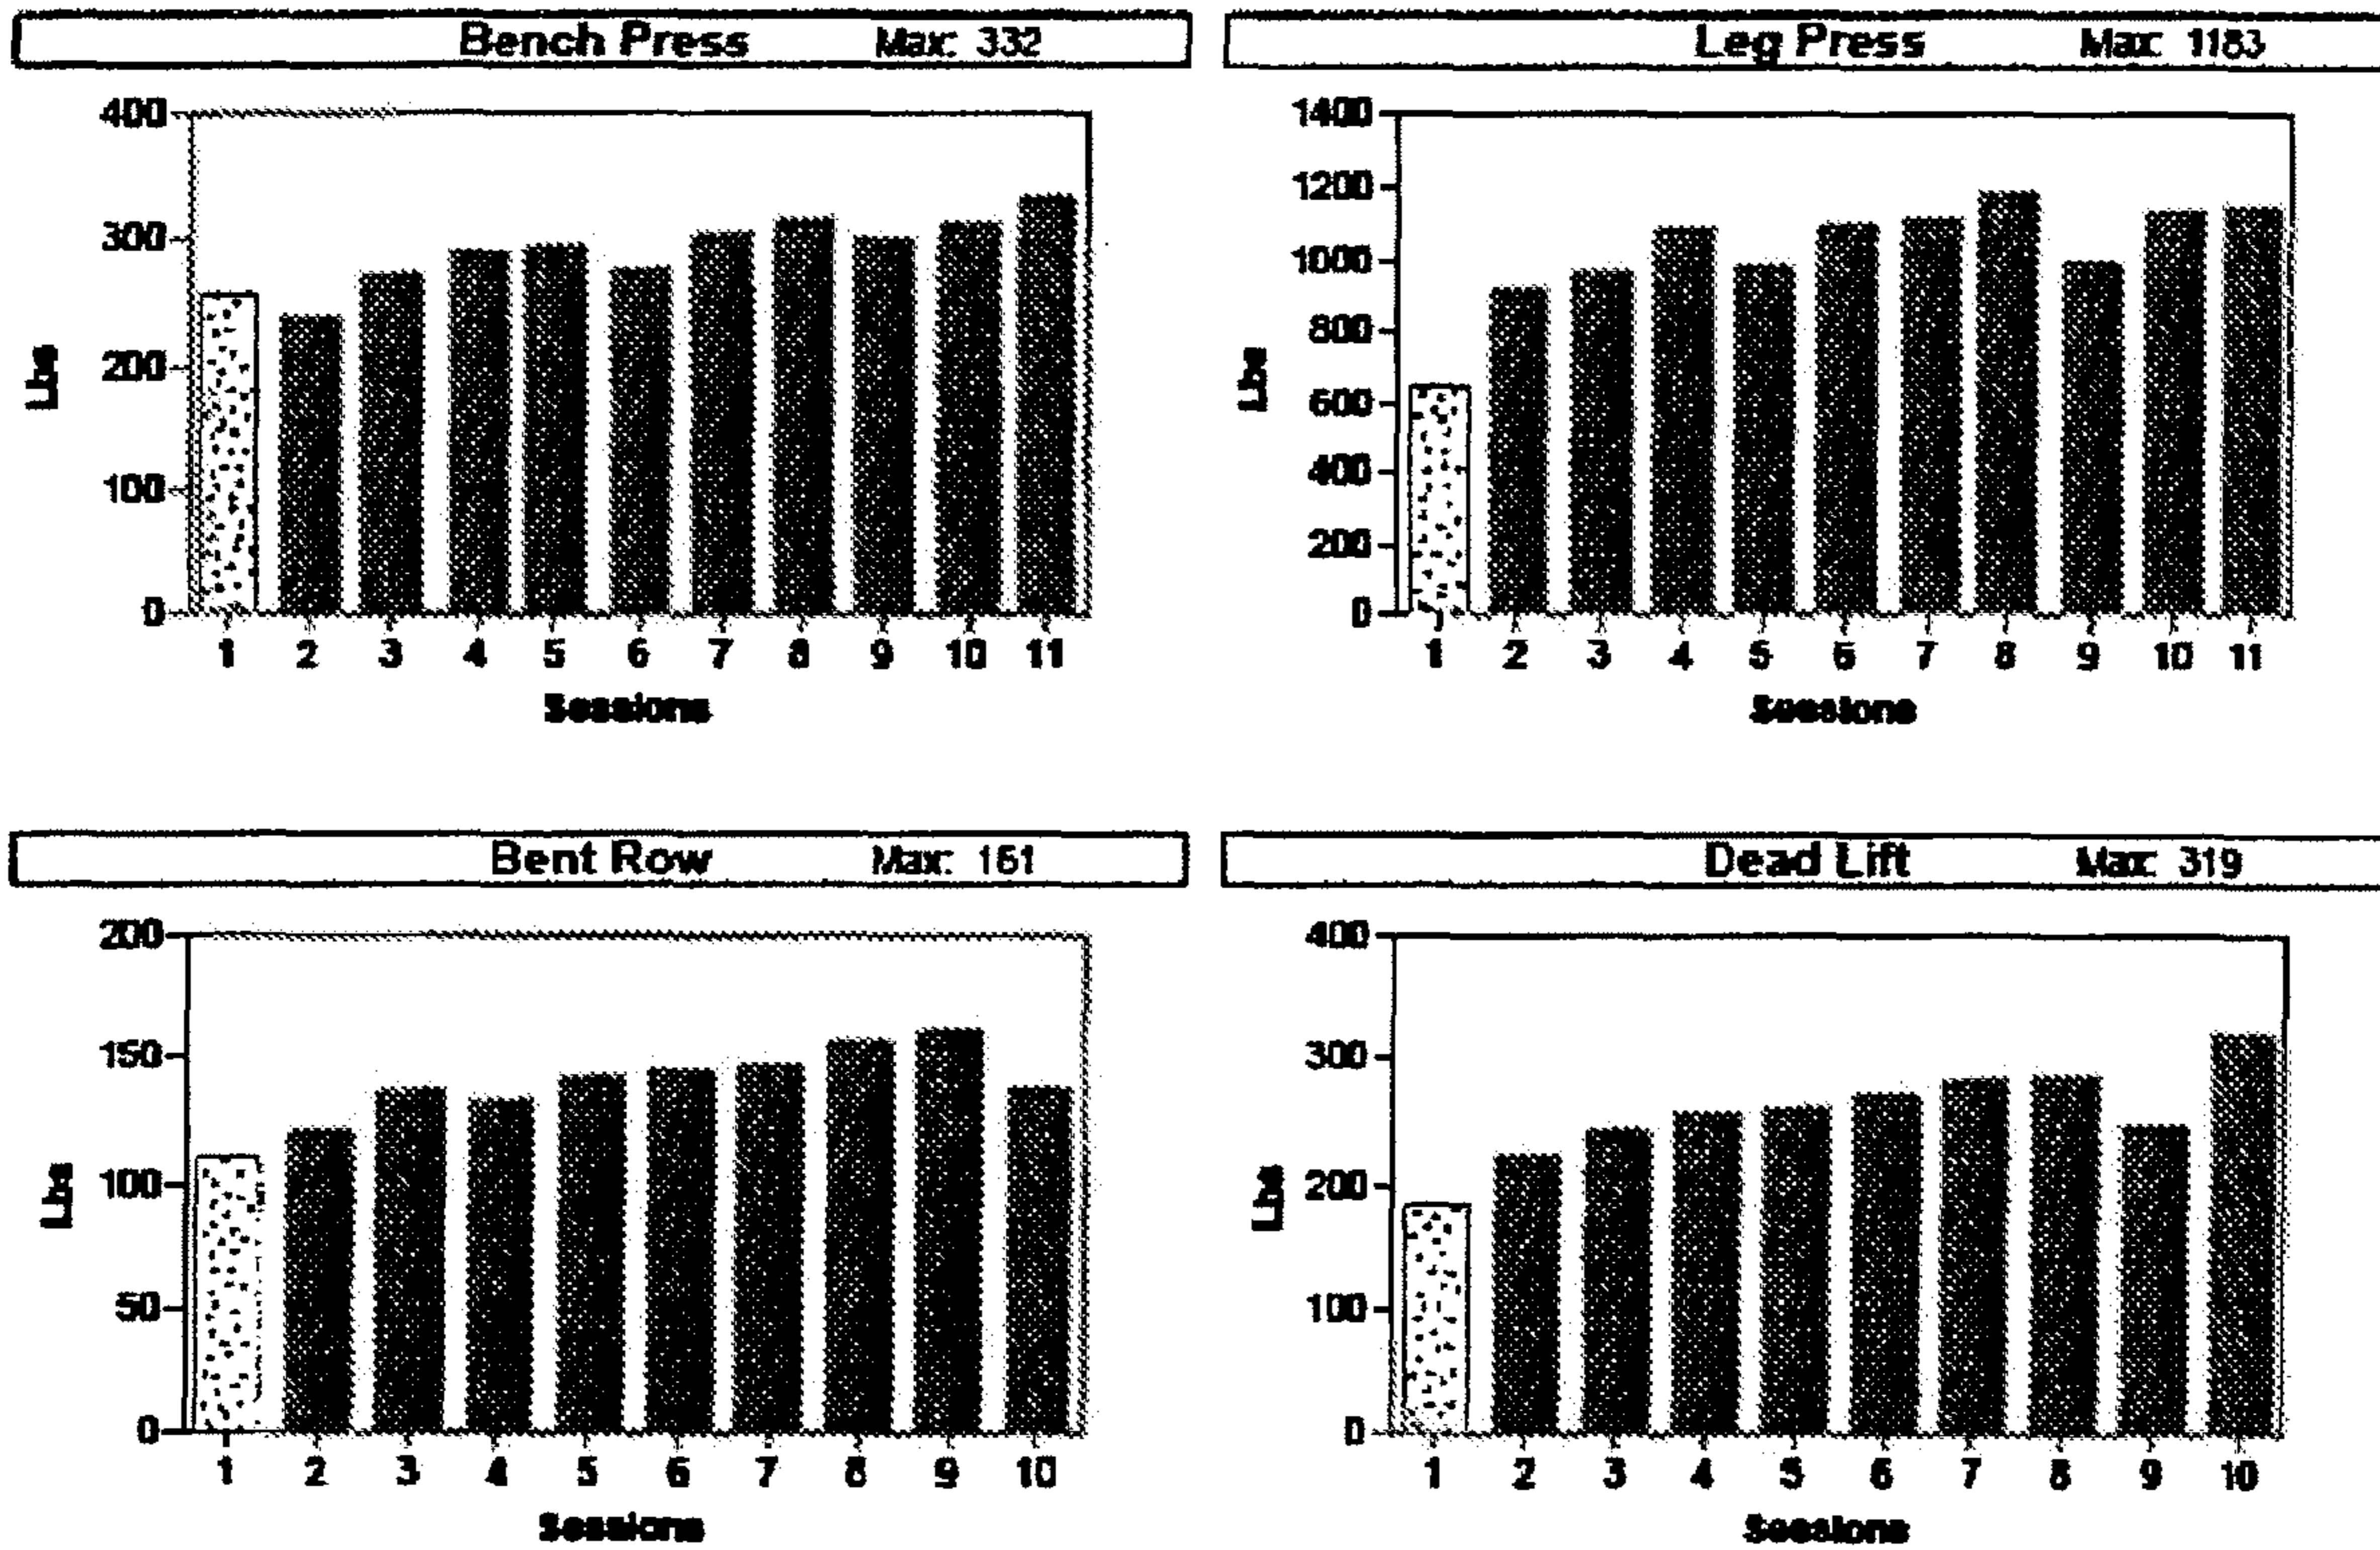 Bench Press Max: 332
400
300
200
100
0
Lbs
1 2 3 4 5 6 7 8 9 10 11
Sessions
Leg Press Max: 1183
1400
1200
1000
800
600
400
200
0
Lbs
1 2 3 4 5 6 7 8 9 10 11
Sessions
Bent Row Max: 161
200
150
100
50
0
Lbs
1 2 3 4 5 6 7 8 9 10
Sessions
Dead Lift Max: 319
400
300
200
100
0
Lbs
1 2 3 4 5 6 7 8 9 10
Sessions